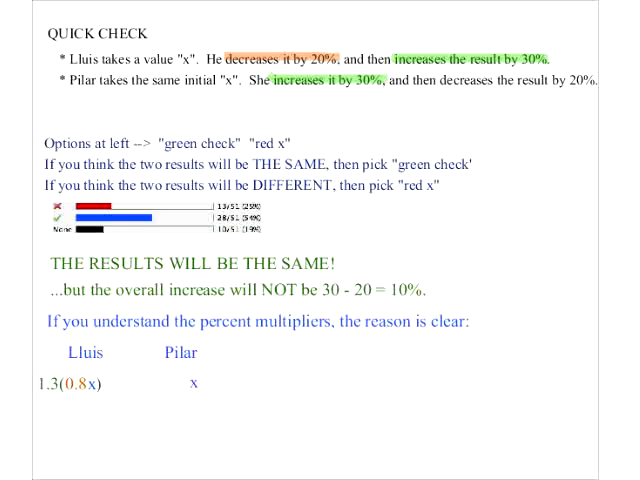 QUICK CHECK
* Lluis takes a value "x". He decreases it by 20%, and then increases the result by 30%.
* Pilar takes the same initial "x". She increases it by 30%, and then decreases the result by 20%.
Options at left --> "green check" "red x"
If you think the two results will be THE SAME, then pick "green check'
If you think the two results will be DIFFERENT, then pick "red x"
13/51 (25%)
28/51 (54%)
None 10/51 (19%)
THE RESULTS WILL BE THE SAME!
...but the overall increase will NOT be 30 - 20 = 10%.
If you understand the percent multipliers, the reason is clear:
Lluis Pilar
1.3(0.8x) x